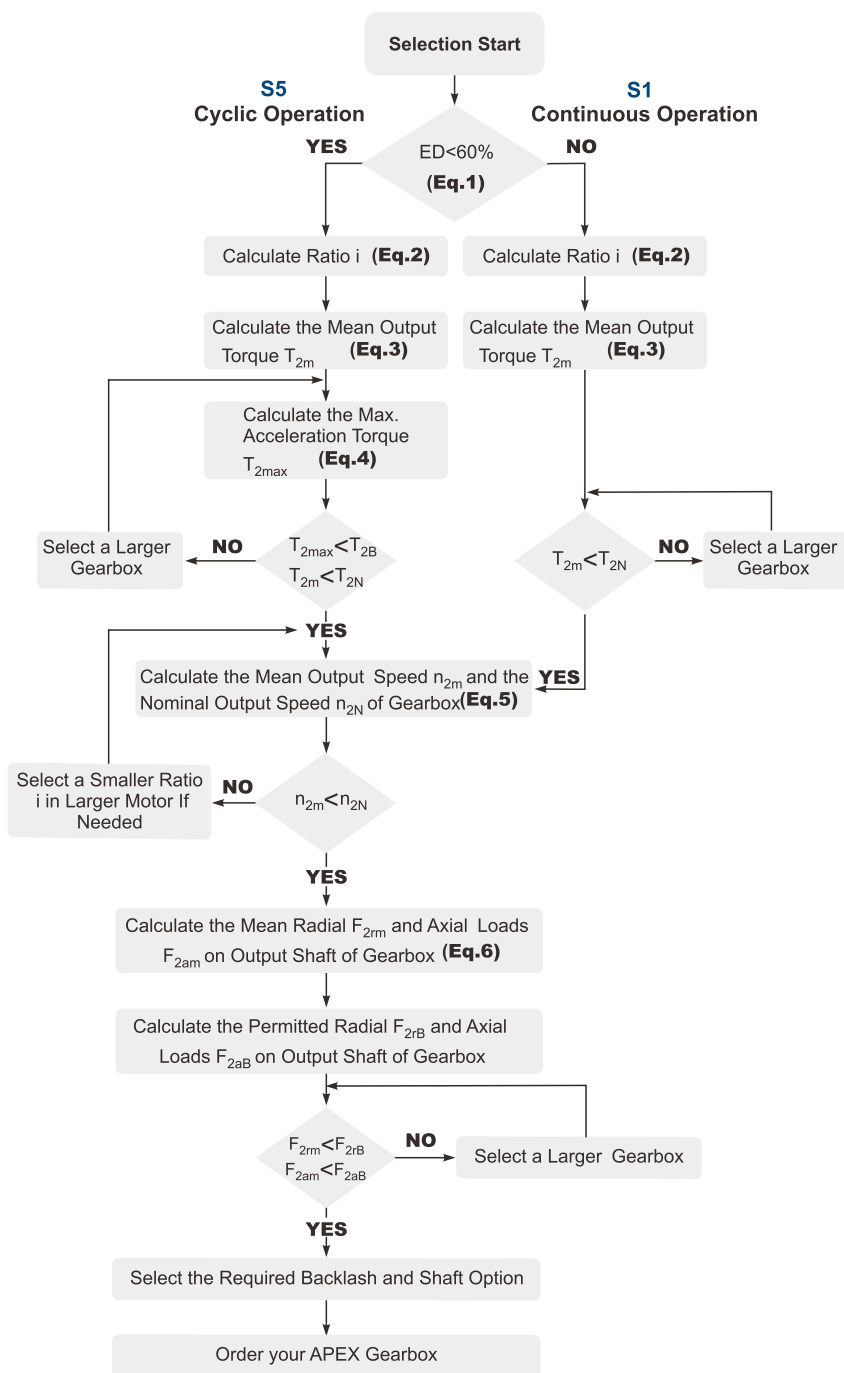 Selection Start
S5
Cyclic Operation
S1
Continuous Operation
YES
NO
ED<60%
(Eq.1)
Calculate Ratio i (Eq.2)
Calculate Ratio i (Eq.2)
Calculate the Mean Output
Torque T2m (Eq.3)
Calculate the Mean Output
Torque T2m (Eq.3)
Calculate the Max.
Acceleration Torque
T2max (Eq.4)
Select a Larger
Gearbox
NO
T2max<T2B
T2m<T2N
T2m<T2N
NO
Select a Larger
Gearbox
YES
Calculate the Mean Output Speed n2m and the
Nominal Output Speed n2N of Gearbox(Eq.5)
YES
Select a Smaller Ratio
i in Larger Motor If
Needed
NO
n2m<n2N
YES
Calculate the Mean Radial F2rm and Axial Loads
F2am on Output Shaft of Gearbox (Eq.6)
Calculate the Permitted Radial F2rB and Axial
Loads F2aB on Output Shaft of Gearbox
F2rm<F2rB
F2am<F2aB
NO
Select a Larger Gearbox
YES
Select the Required Backlash and Shaft Option
Order your APEX Gearbox